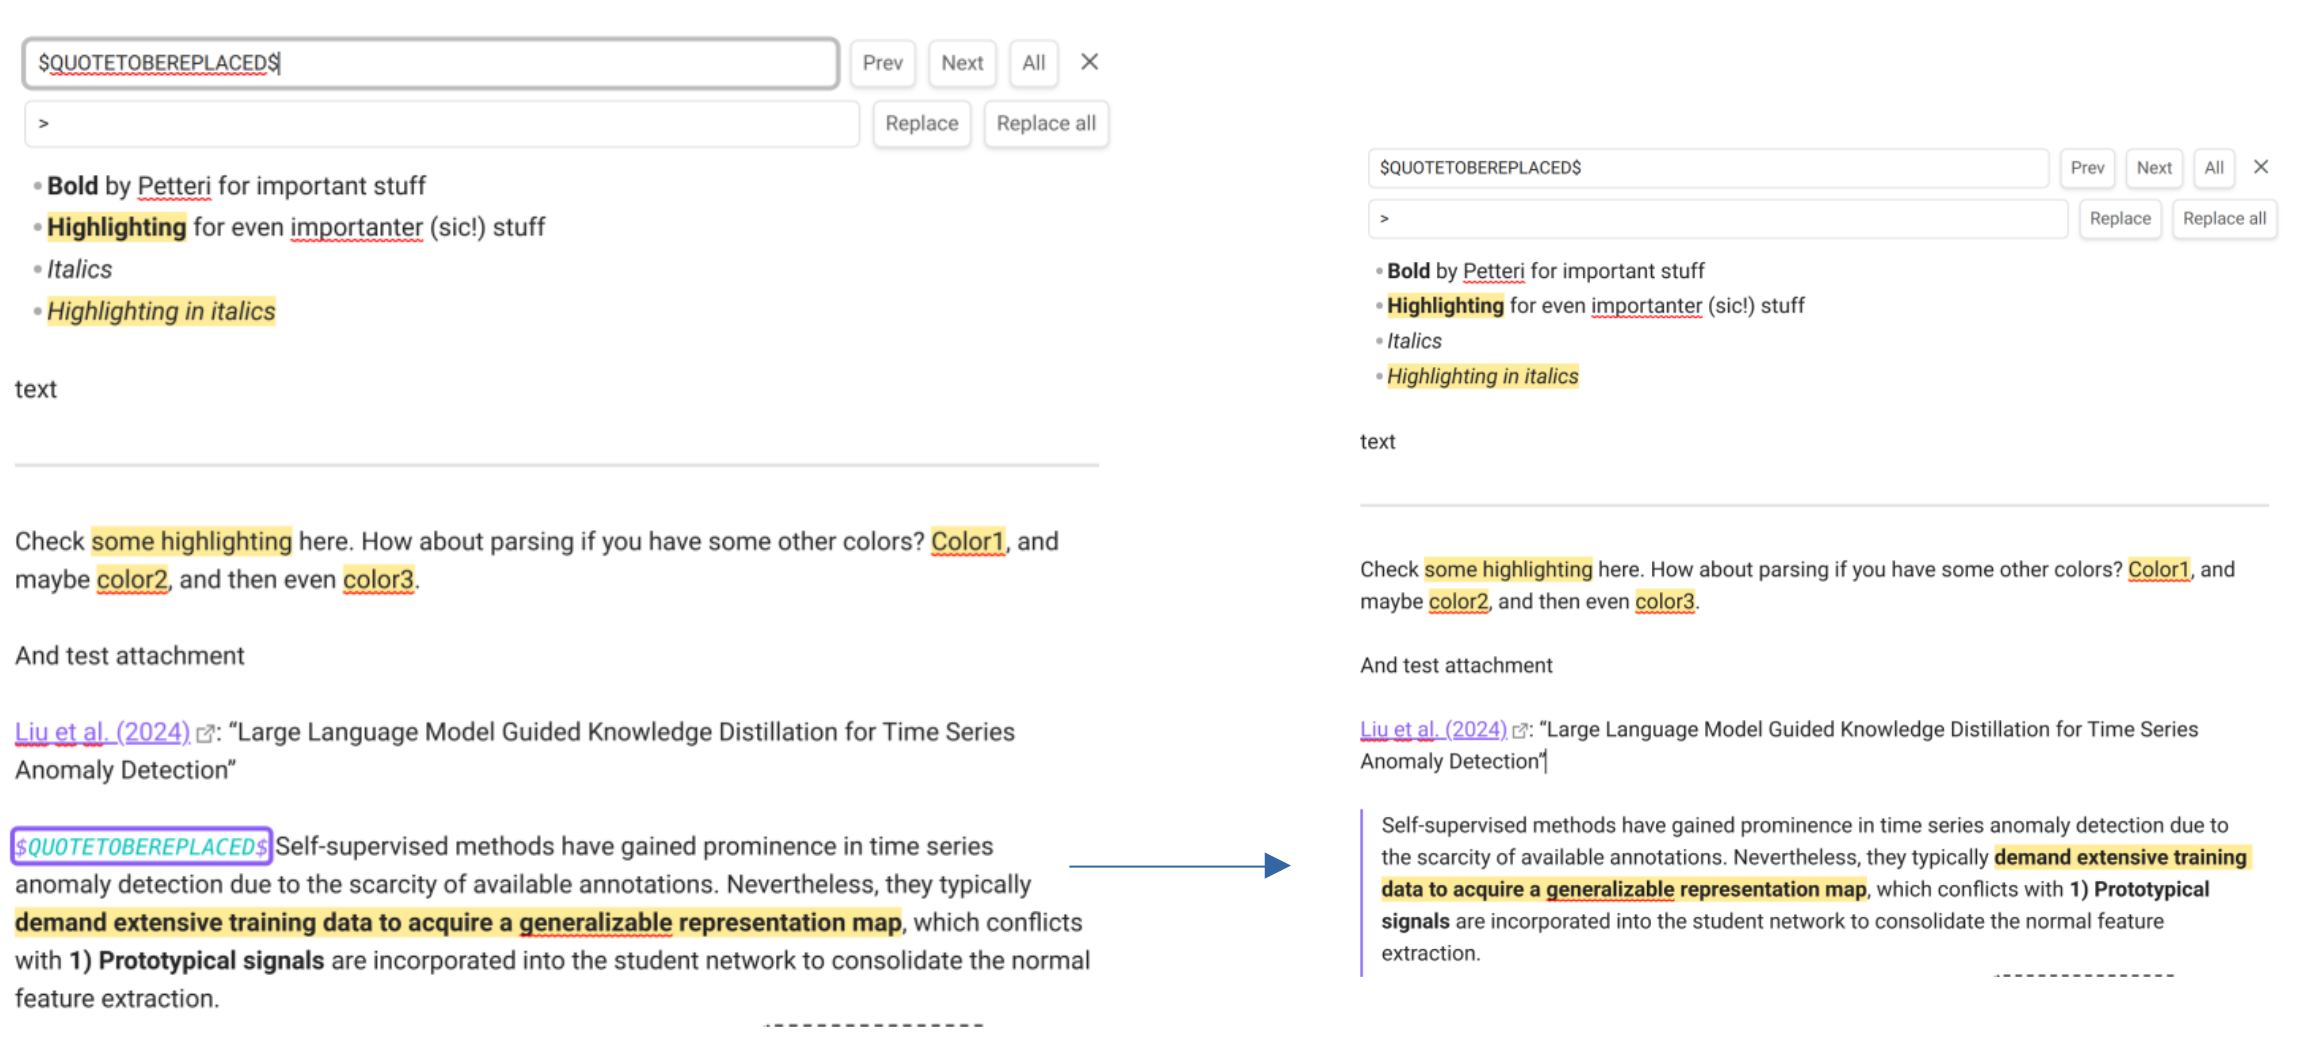 $QUOTETOBEREPLACED$
Prev Next All ×
>
Replace Replace all
• Bold by Petteri for important stuff
• Highlighting for even importanter (sic!) stuff
• Italics
• Highlighting in italics
text
Check some highlighting here. How about parsing if you have some other colors? Color1, and
maybe color2, and then even color3.
And test attachment
Liu et al. (2024): “Large Language Model Guided Knowledge Distillation for Time Series
Anomaly Detection”
$QUOTETOBEREPLACED$ Self-supervised methods have gained prominence in time series
anomaly detection due to the scarcity of available annotations. Nevertheless, they typically
demand extensive training data to acquire a generalizable representation map, which conflicts
with 1) Prototypical signals are incorporated into the student network to consolidate the normal
feature extraction.
$QUOTETOBEREPLACED$
Prev Next All ×
>
Replace Replace all
• Bold by Petteri for important stuff
• Highlighting for even importanter (sic!) stuff
• Italics
• Highlighting in italics
text
Check some highlighting here. How about parsing if you have some other colors? Color1, and
maybe color2, and then even color3.
And test attachment
Liu et al. (2024): “Large Language Model Guided Knowledge Distillation for Time Series
Anomaly Detection”
Self-supervised methods have gained prominence in time series anomaly detection due to
the scarcity of available annotations. Nevertheless, they typically demand extensive training
data to acquire a generalizable representation map, which conflicts with 1) Prototypical
signals are incorporated into the student network to consolidate the normal feature
extraction.